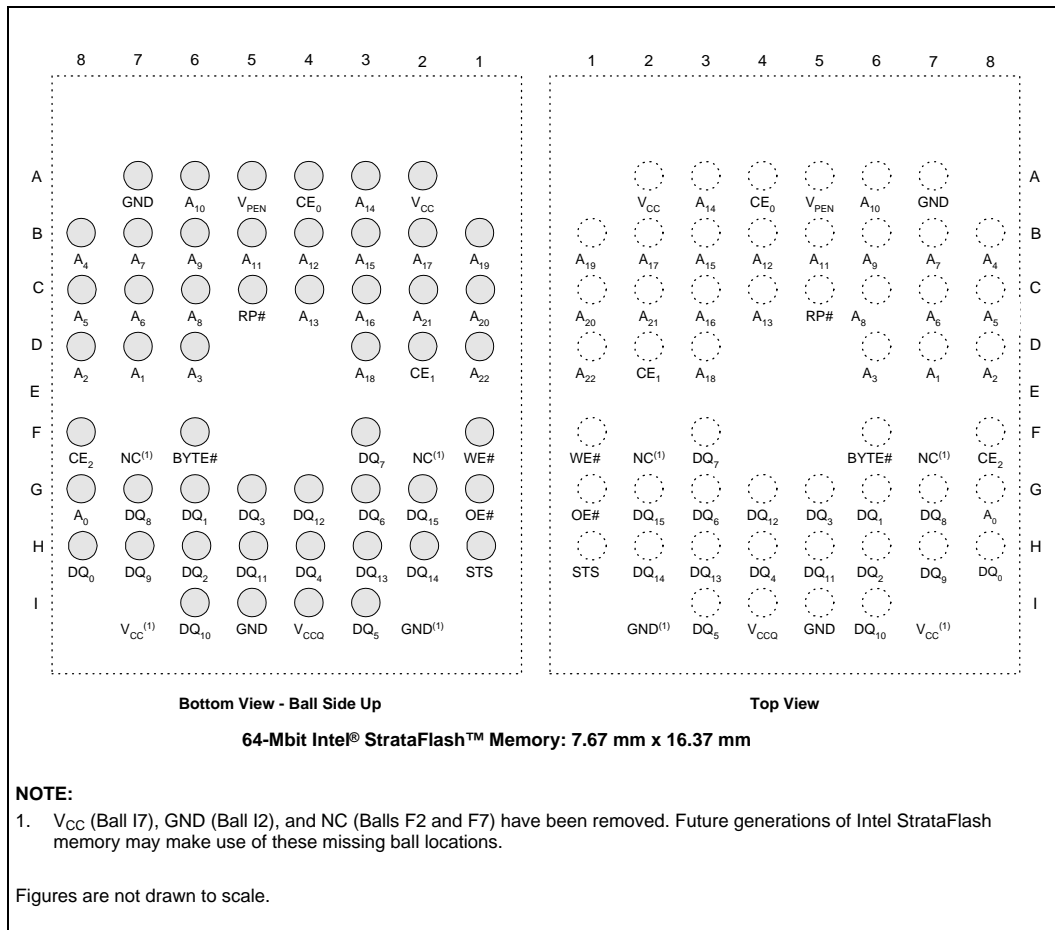 8 7 6 5 4 3 2 1 1 2 3 4 5 6 7 8
A A
GND A10 VPEN CE0 A14 VCC VCC A14 CE0 VPEN A10 GND
B B
A4 A7 A9 A11 A12 A15 A17 A19 A19 A17 A15 A12 A11 A9 A7 A4
C C
A5 A6 A8 RP# A13 A16 A21 A20 A20 A21 A16 A13 RP# A8 A6 A5
D D
A2 A1 A3 A18 CE1 A22 A22 CE1 A18 A3 A1 A2
E E
F F
CE2 NC(1) BYTE# DQ7 NC(1) WE# WE# NC(1) DQ7 BYTE# NC(1) CE2
G G
A0 DQ8 DQ1 DQ3 DQ12 DQ6 DQ15 OE# OE# DQ15 DQ6 DQ12 DQ3 DQ1 DQ8 A0
H H
DQ0 DQ9 DQ2 DQ11 DQ4 DQ13 DQ14 STS STS DQ14 DQ13 DQ4 DQ11 DQ2 DQ9 DQ0
I I
VCC(1) DQ10 GND VCCQ DQ5 GND(1) GND(1) DQ5 VCCQ GND DQ10 VCC(1)
Bottom View - Ball Side Up Top View
64-Mbit Intel® StrataFlash™ Memory: 7.67 mm x 16.37 mm
NOTE:
1. VCC (Ball I7), GND (Ball I2), and NC (Balls F2 and F7) have been removed. Future generations of Intel StrataFlash
memory may make use of these missing ball locations.
Figures are not drawn to scale.